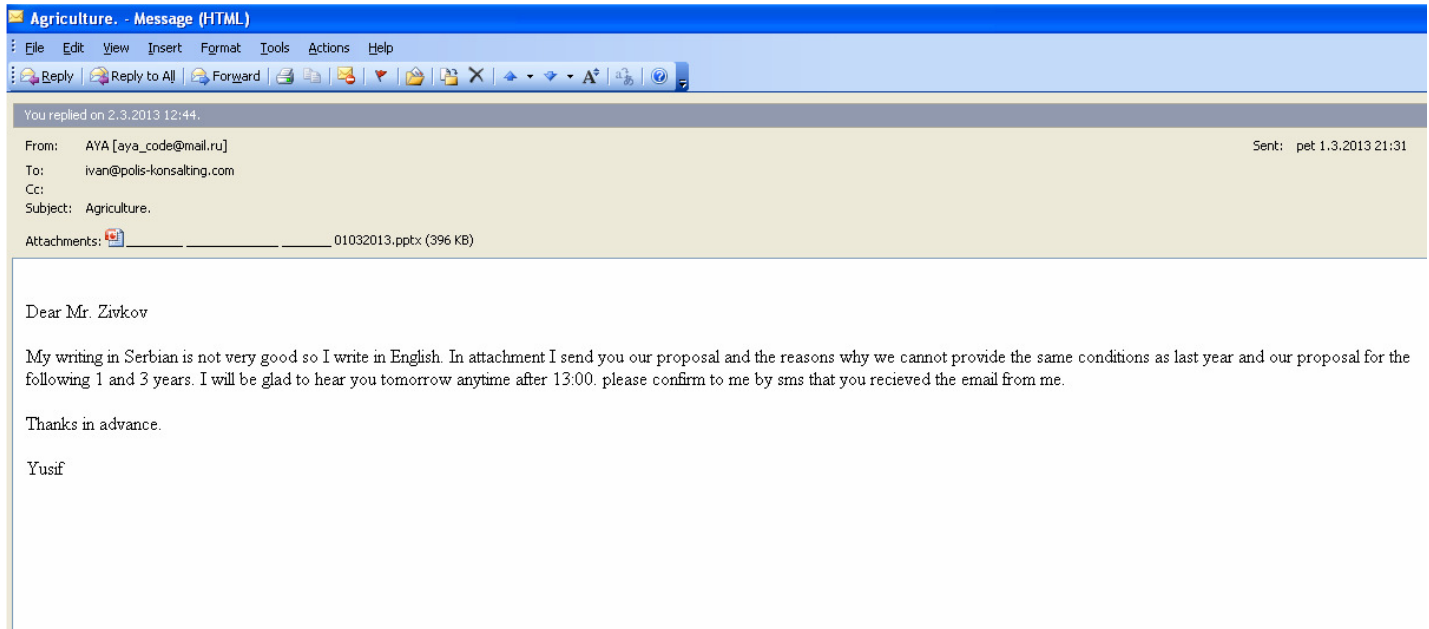 Agriculture. - Message (HTML)
File Edit View Insert Format Tools Actions Help
Reply Reply to All Forward
You replied on 2.3.2013 12:44.
From: AYA [aya_code@mail.ru] Sent: pet 1.3.2013 21:31
To: ivan@polis-konsalting.com
Cc:
Subject: Agriculture.
Attachments: ________ _____________ _______ 01032013.pptx (396 KB)
Dear Mr. Zivkov
My writing in Serbian is not very good so I write in English. In attachment I send you our proposal and the reasons why we cannot provide the same conditions as last year and our proposal for the
following 1 and 3 years. I will be glad to hear you tomorrow anytime after 13:00. please confirm to me by sms that you recieved the email from me.
Thanks in advance.
Yusif